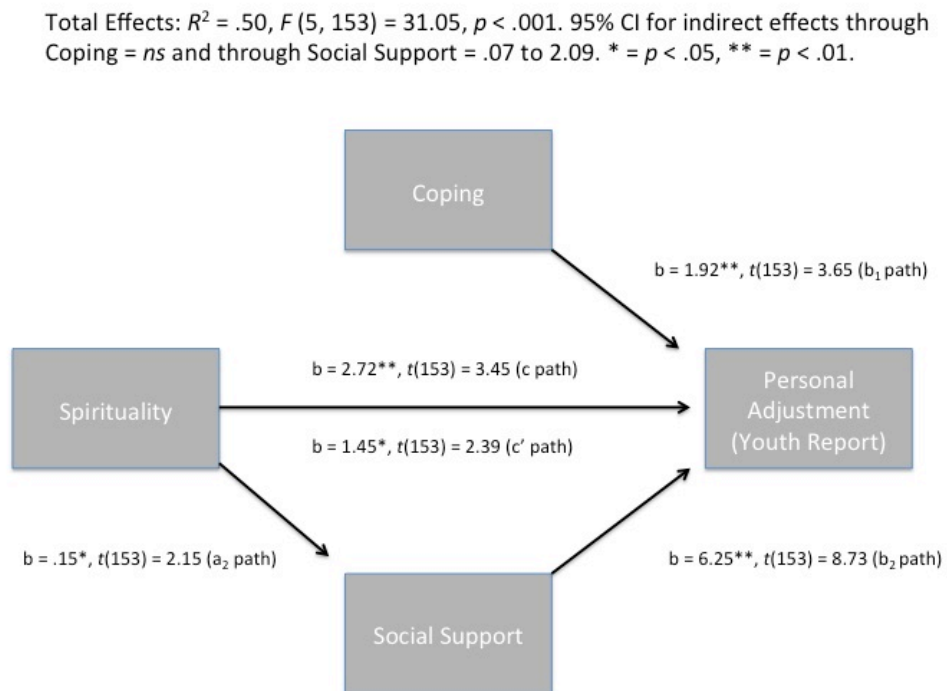 Total Effects: R² = .50, F (5, 153) = 31.05, p < .001. 95% CI for indirect effects through
Coping = ns and through Social Support = .07 to 2.09. * = p < .05, ** = p < .01.
Coping
b = 1.92**, t(153) = 3.65 (b₁ path)
b = 2.72**, t(153) = 3.45 (c path)
Spirituality
Personal
Adjustment
(Youth Report)
b = 1.45*, t(153) = 2.39 (c′ path)
b = .15*, t(153) = 2.15 (a₂ path)
b = 6.25**, t(153) = 8.73 (b₂ path)
Social Support